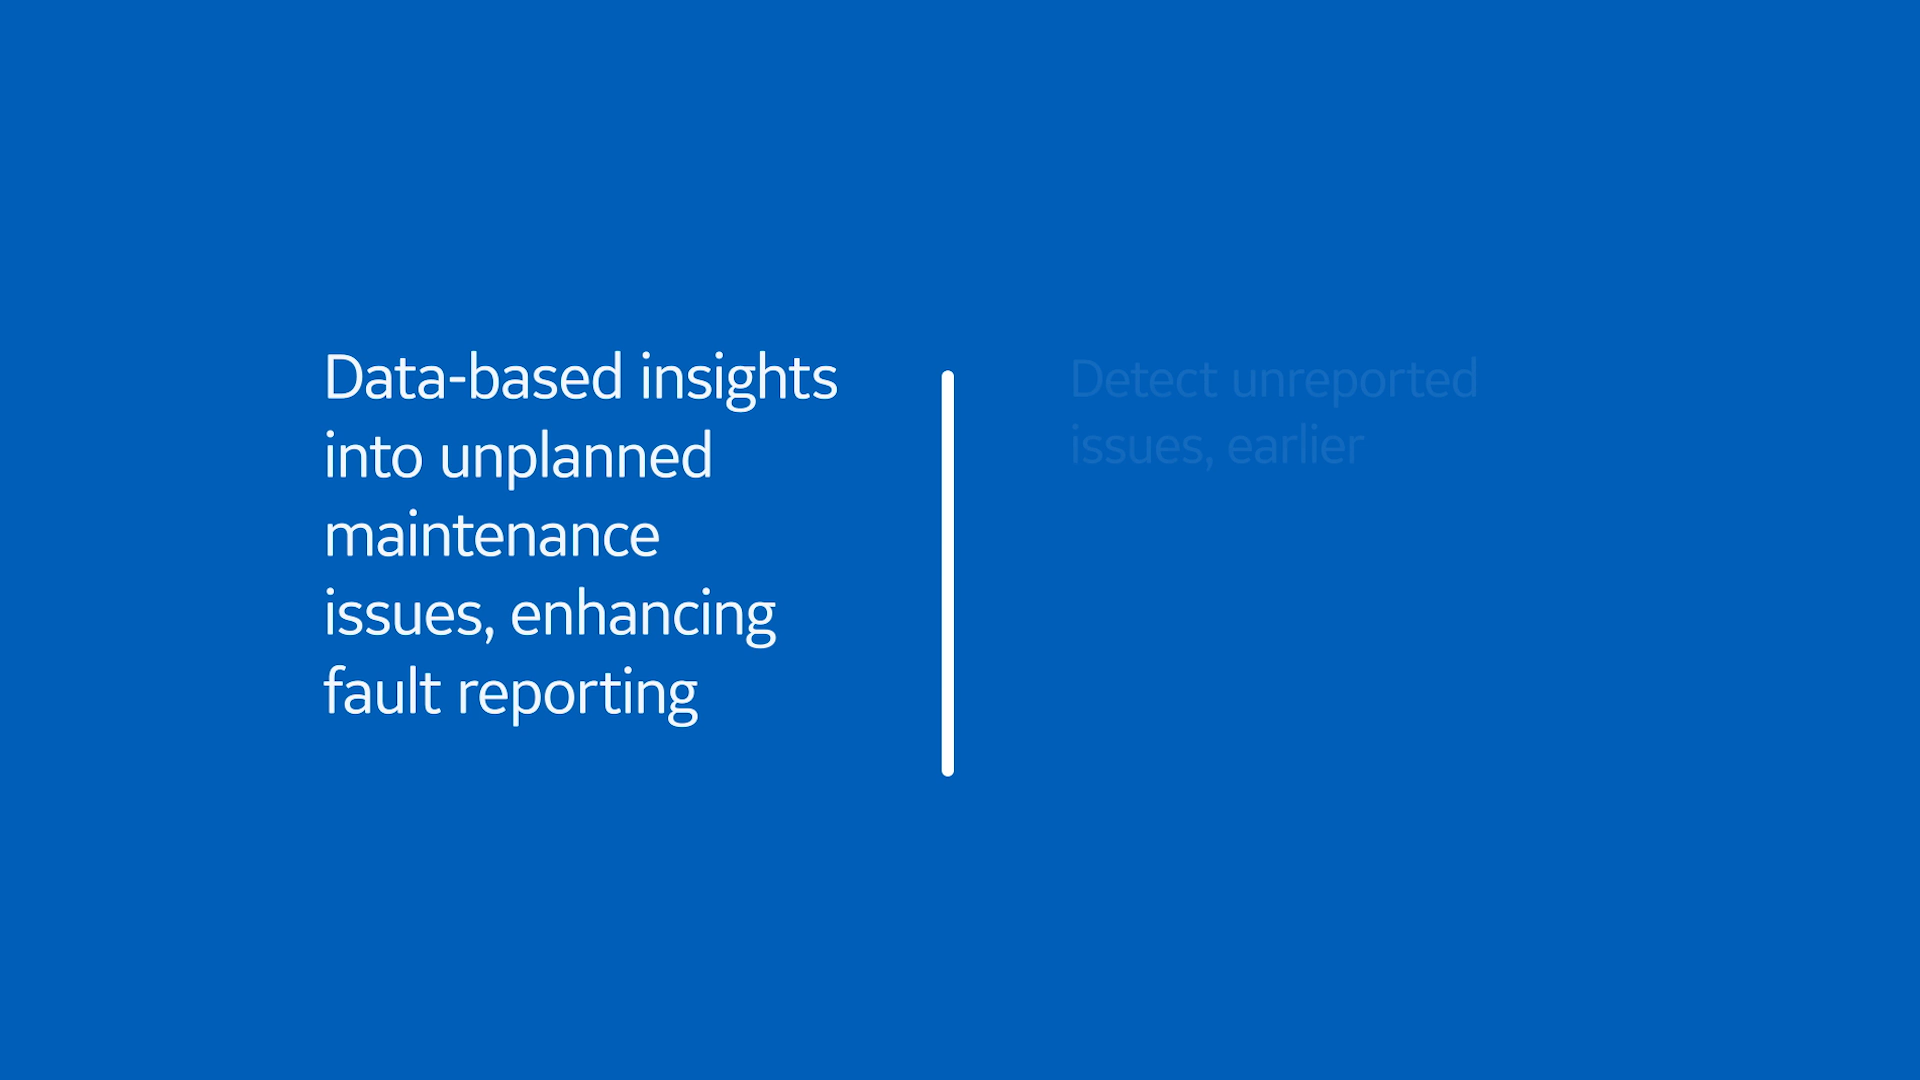 Data-based insights
into unplanned
maintenance
issues, enhancing
fault reporting
Detect unreported
issues, earlier